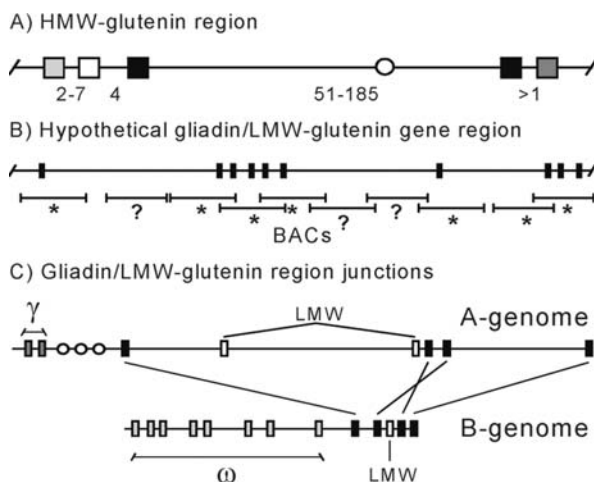 A) HMW-glutenin region
2-7 4 51-185 >1
B) Hypothetical gliadin/LMW-glutenin gene region
* ? * * * ? ? * * *
BACs
C) Gliadin/LMW-glutenin region junctions
γ LMW A-genome
B-genome
ω LMW